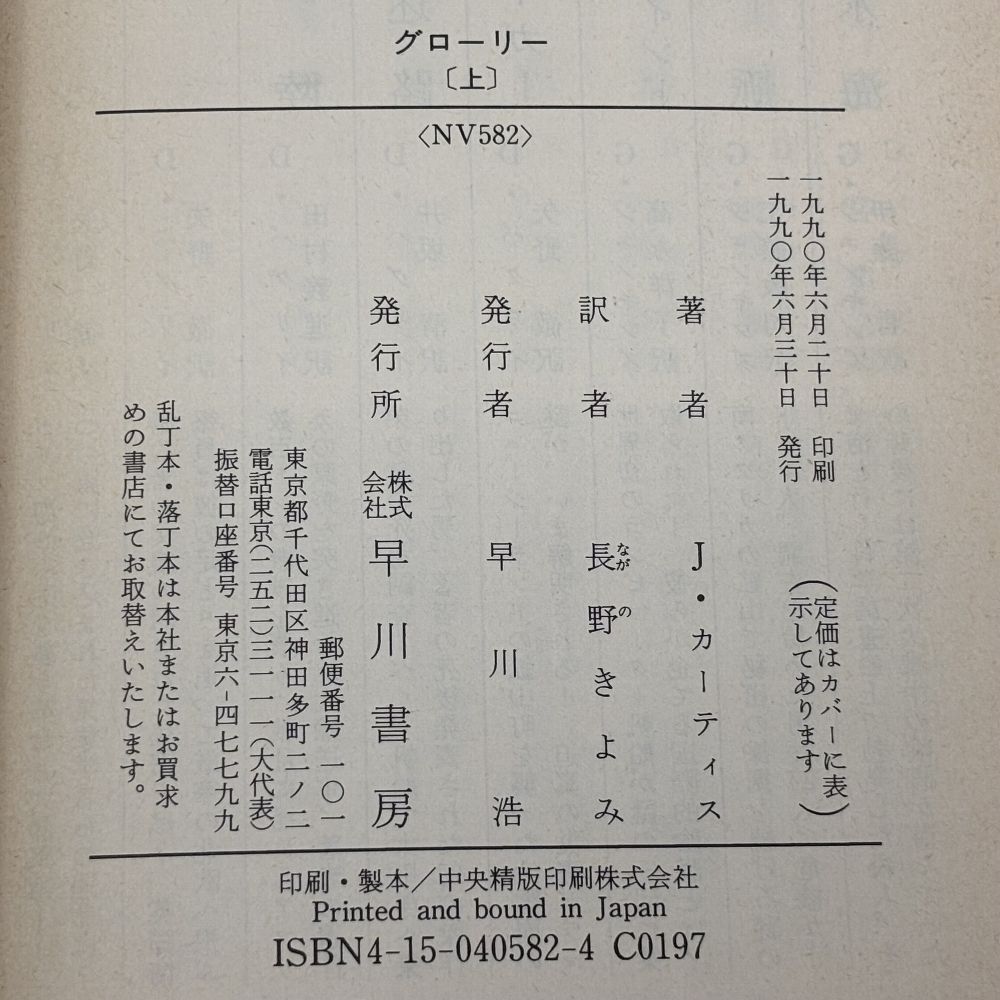 グローリー
〔上〕
〈NV582〉
一九九〇年六月二十日　印刷
一九九〇年六月三十日　発行
（定価はカバーに表
示してあります）
著者　J・カーティス
訳者　長野きよみ
ながの
発行者　早川浩
発行所　株式会社　早川書房
郵便番号　一〇一
東京都千代田区神田多町二ノ二
電話東京(二五二)三一一一(大代表)
振替口座番号　東京六-四七七九九
乱丁本・落丁本は本社またはお買求
めの書店にてお取替えいたします。
印刷・製本／中央精版印刷株式会社
Printed and bound in Japan
ISBN4-15-040582-4 C0197